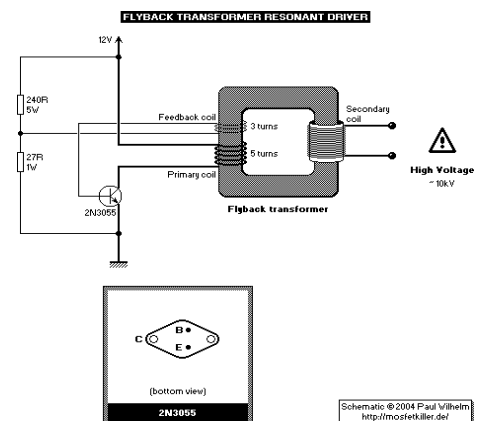 FLYBACK TRANSFORMER RESONANT DRIVER
12V
240R
5W
27R
1W
Feedback coil
3 turns
5 turns
Primary coil
2N3055
Secondary
coil
High Voltage
~ 10kV
Flyback transformer
C
B
E
(bottom view)
2N3055
Schematic © 2004 Paul Wilhelm
http://mosfetkiller.de/